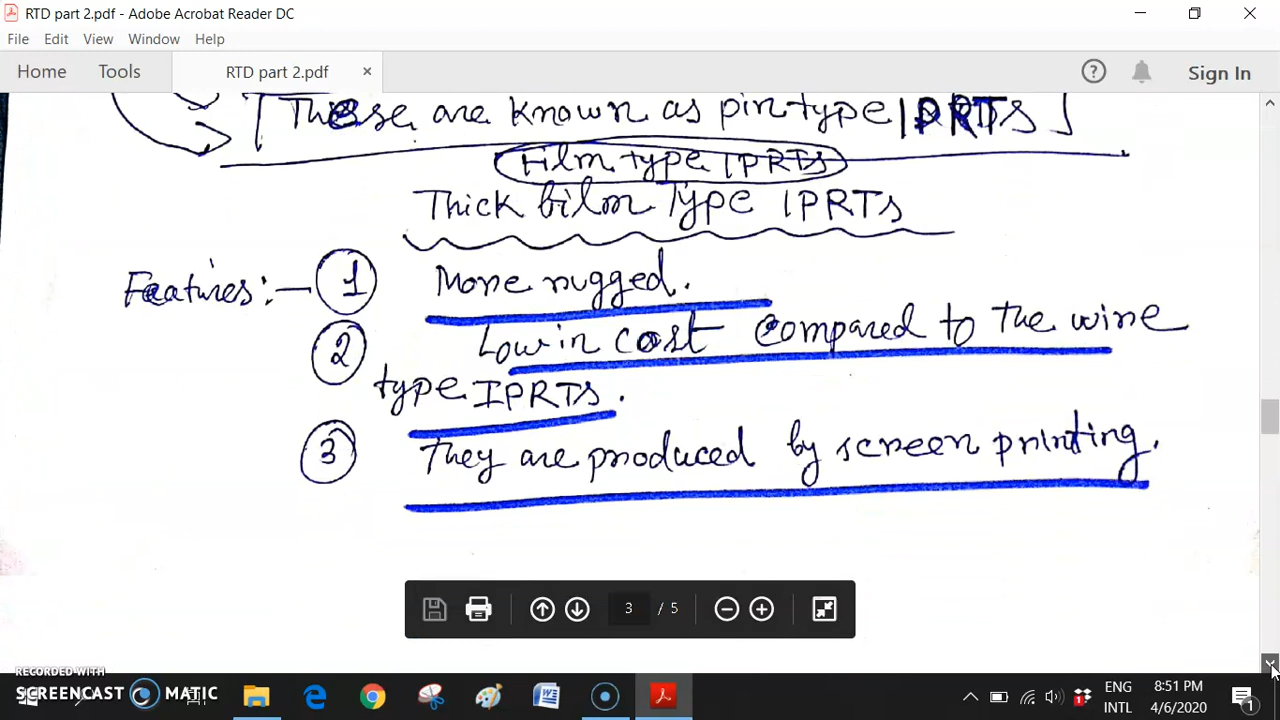 RTD part 2.pdf - Adobe Acrobat Reader DC
File Edit View Window Help
Home Tools RTD part 2.pdf × Sign In
[These are known as pin type IPRTs]
Film type IPRTs
Thick film Type IPRTs
Features:- 1 More rugged.
2 Low in cost compared to the wire
type IPRTs.
3 They are produced by screen printing.
3 / 5
RECORDED WITH
SCREENCAST MATIC
ENG 8:51 PM
INTL 4/6/2020
1